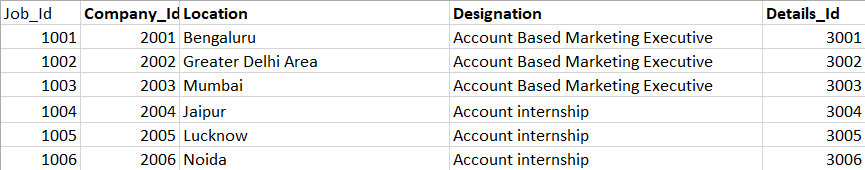 Job_Id Company_Id Location Designation Details_Id
1001 2001 Bengaluru Account Based Marketing Executive 3001
1002 2002 Greater Delhi Area Account Based Marketing Executive 3002
1003 2003 Mumbai Account Based Marketing Executive 3003
1004 2004 Jaipur Account internship 3004
1005 2005 Lucknow Account internship 3005
1006 2006 Noida Account internship 3006